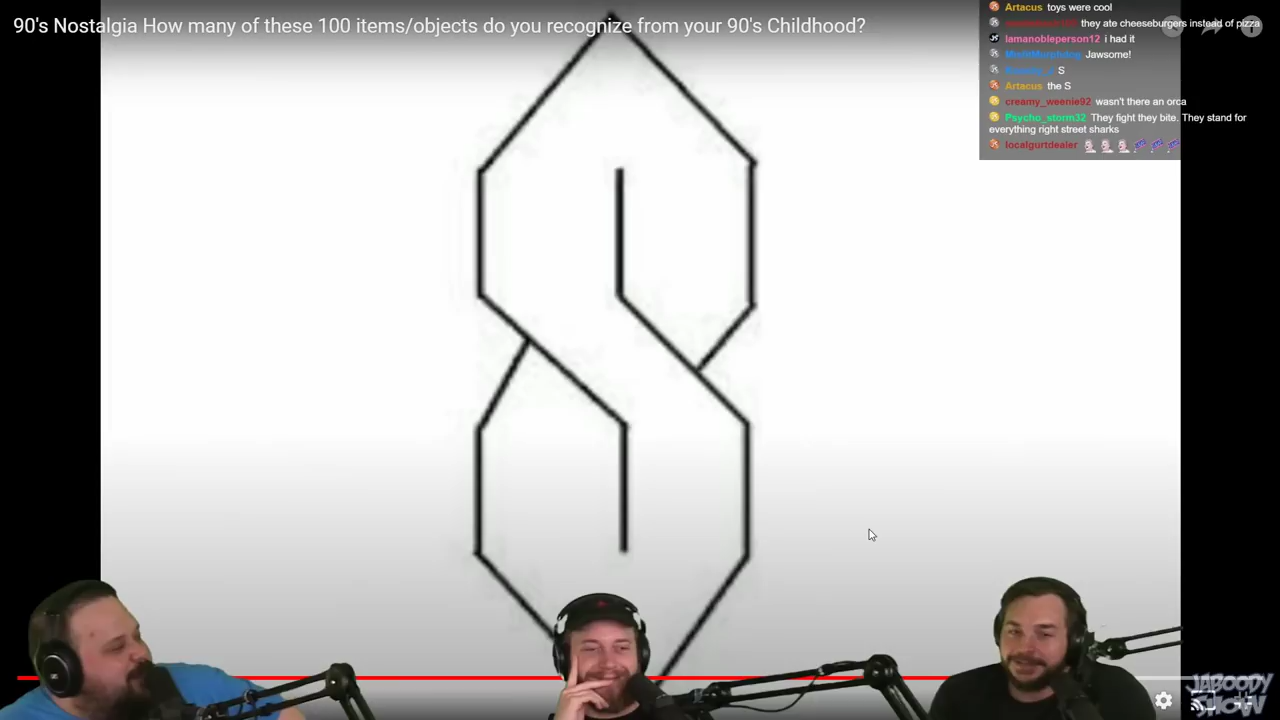 90's Nostalgia How many of these 100 items/objects do you recognize from your 90's Childhood?
Artacus toys were cool
they ate cheeseburgers instead of pizza
Iamanobleperson12 i had it
Jawsome!
S
Artacus the S
creamy_weenie92 wasn't there an orca
Psycho_storm32 They fight they bite. They stand for
everything right street sharks
localgurtdealer
JABOODY
SHOW